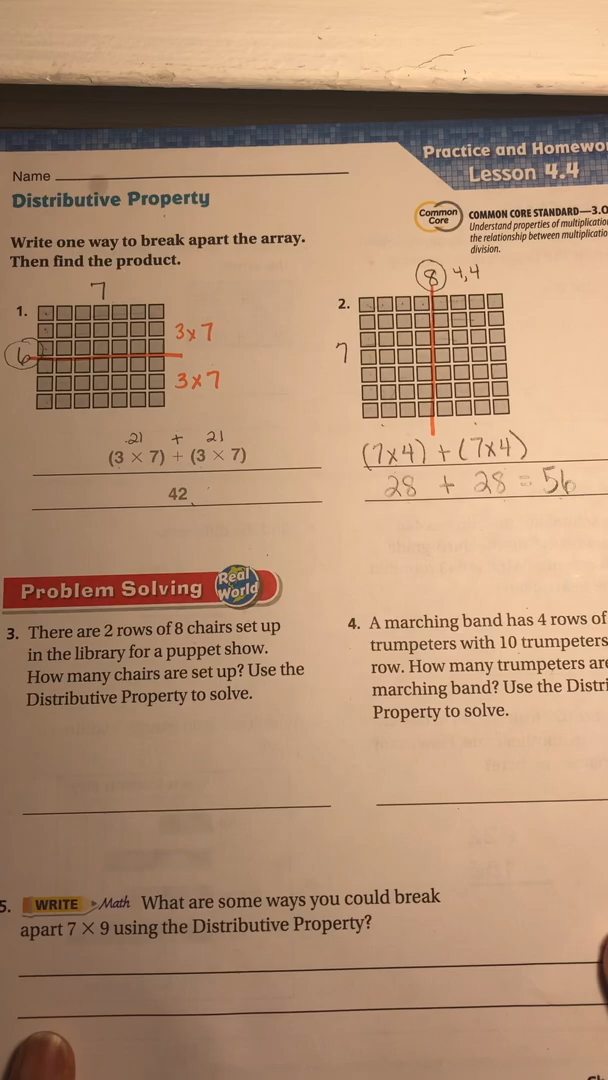 Practice and Homewo
Lesson 4.4
Name
Distributive Property
Common Core
COMMON CORE STANDARD—3.O
Understand properties of multiplicatio
the relationship between multiplicatio
division.
Write one way to break apart the array.
Then find the product.
7
1.
6
3x7
3x7
.21 + 21
(3 × 7) + (3 × 7)
42
8 4,4
2.
7
(7x4) + (7x4)
28 + 28 = 56
Problem Solving Real World
3. There are 2 rows of 8 chairs set up
in the library for a puppet show.
How many chairs are set up? Use the
Distributive Property to solve.
4. A marching band has 4 rows of
trumpeters with 10 trumpeters
row. How many trumpeters are
marching band? Use the Distri
Property to solve.
5. WRITE Math What are some ways you could break
apart 7 × 9 using the Distributive Property?